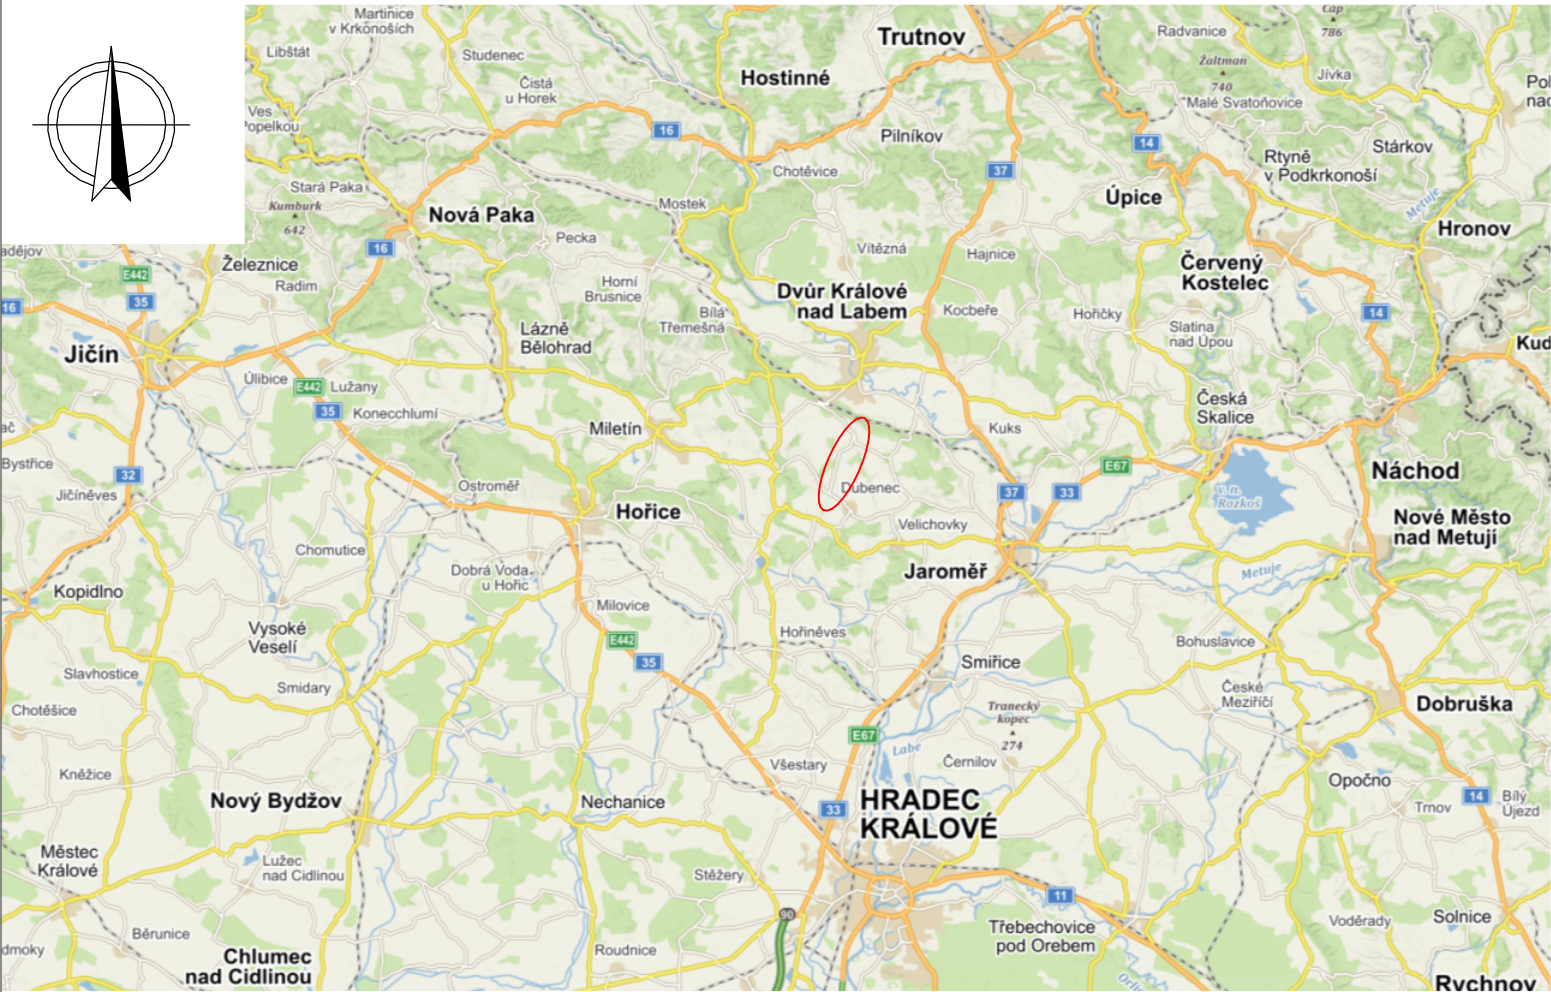 Martinice
v Krkonoších
Trutnov
Radvanice
Čap
786
Libštát
Studenec
Hostinné
Žaltman
740
Jívka
Čistá
u Horek
Malé Svatoňovice
Ves
Popelkou
16
Pilníkov
14
Stárkov
Rtyně
v Podkrkonoší
Chotěvice
37
Stará Paka
Kumburk
642
Nová Paka
Mostek
Úpice
Metuje
Hronov
16
Pecka
Vítězná
Hajnice
Železnice
Radim
E442
35
16
Horní
Brusnice
Dvůr Králové
nad Labem
Červený
Kostelec
Bílá
Třemešná
Kocbeře
Hořičky
14
Slatina
nad Úpou
Lázně
Bělohrad
Jičín
Kud
Úlibice
E442
Lužany
35
Konecchlumí
Česká
Skalice
Miletín
Kuks
Bystřice
32
E67
Náchod
Jičíněves
Ostroměř
Dubenec
37
33
v. n.
Rozkoš
Hořice
Velichovky
Nové Město
nad Metují
Chomutice
Dobrá Voda
u Hořic
Jaroměř
Metuje
Kopidlno
Milovice
Vysoké
Veselí
E442
35
Hořiněves
Bohuslavice
Smiřice
Slavhostice
Smidary
České
Meziříčí
Chotěšice
Tranecký
kopec
274
Dobruška
E67
Labe
Kněžice
Všestary
Černilov
Opočno
Nový Bydžov
Nechanice
33
HRADEC
KRÁLOVÉ
14
Bílý
Újezd
Trnov
Městec
Králové
Lužec
nad Cidlinou
Stěžery
11
90
Třebechovice
pod Orebem
Voděrady
Solnice
Běrunice
Roudnice
Chlumec
nad Cidlinou
Rychnov